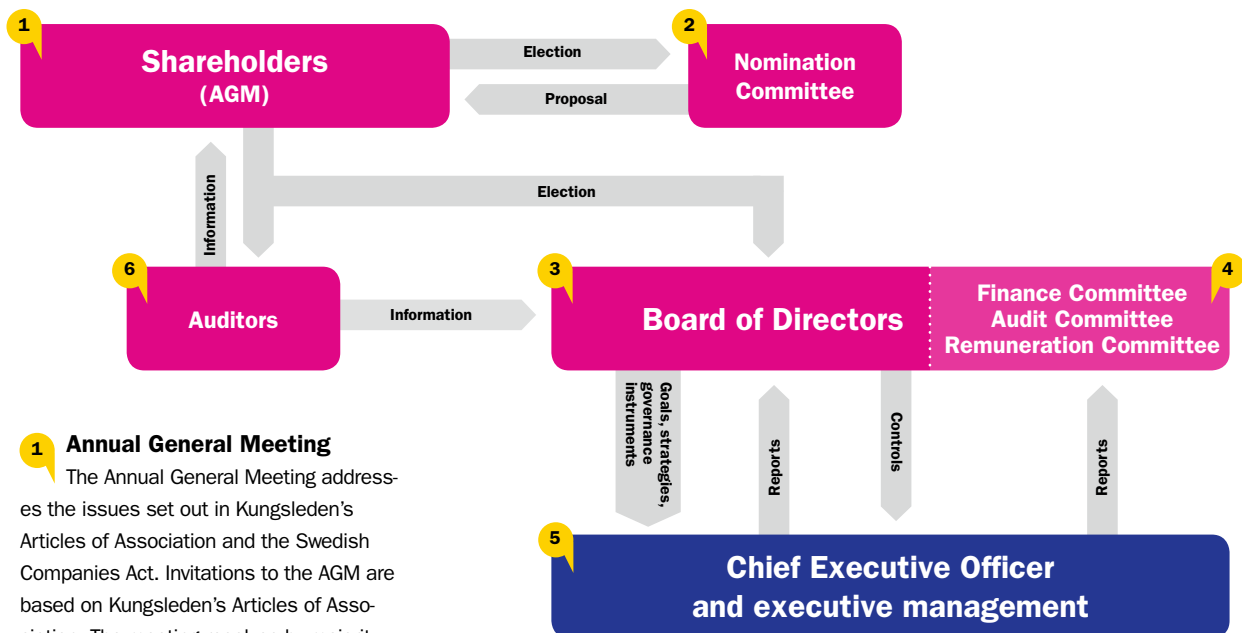 1
Shareholders
(AGM)
Election
Proposal
2
Nomination
Committee
Information
Election
6
Auditors
Information
3
Board of Directors
4
Finance Committee
Audit Committee
Remuneration Committee
Goals, strategies,
governance
instruments
Reports
Controls
Reports
5
Chief Executive Officer
and executive management
1 Annual General Meeting
The Annual General Meeting address-
es the issues set out in Kungsleden's
Articles of Association and the Swedish
Companies Act. Invitations to the AGM are
based on Kungsleden's Articles of Asso-